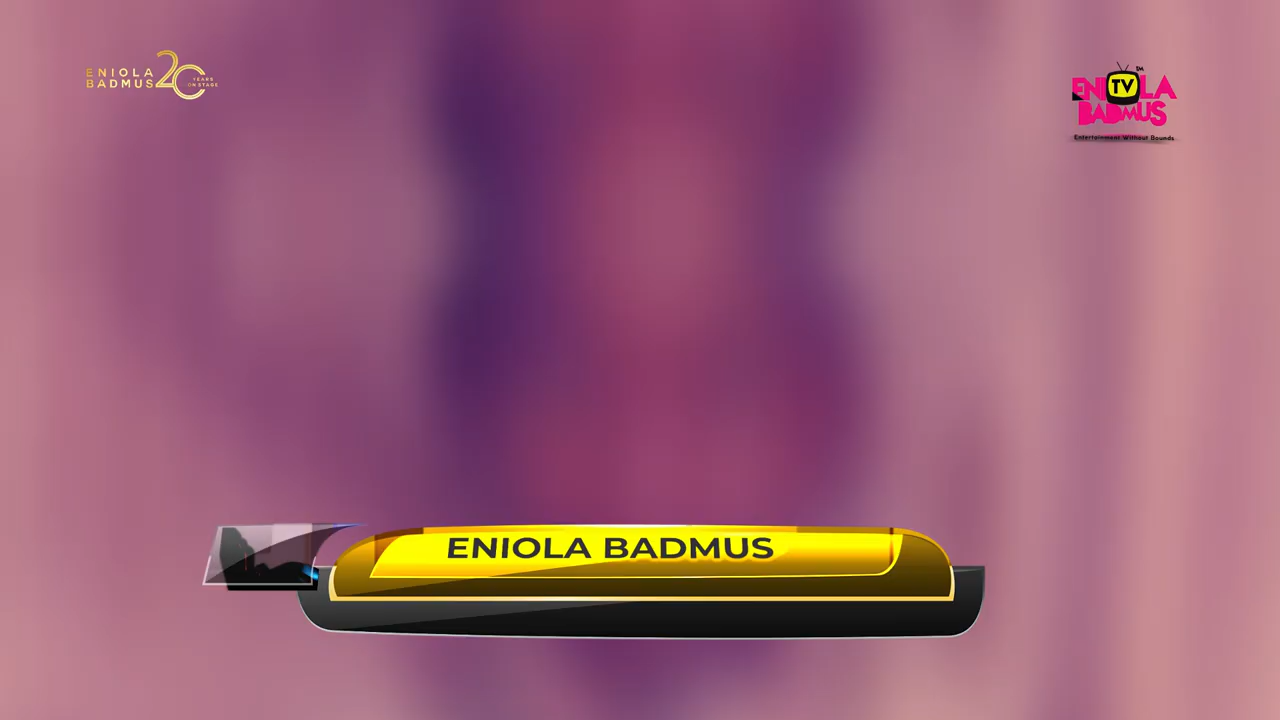 ENIOLA
BADMUS
20
YEARS
ON STAGE
ENIOLA
TV
BADMUS
Entertainment Without Bounds
ENIOLA BADMUS